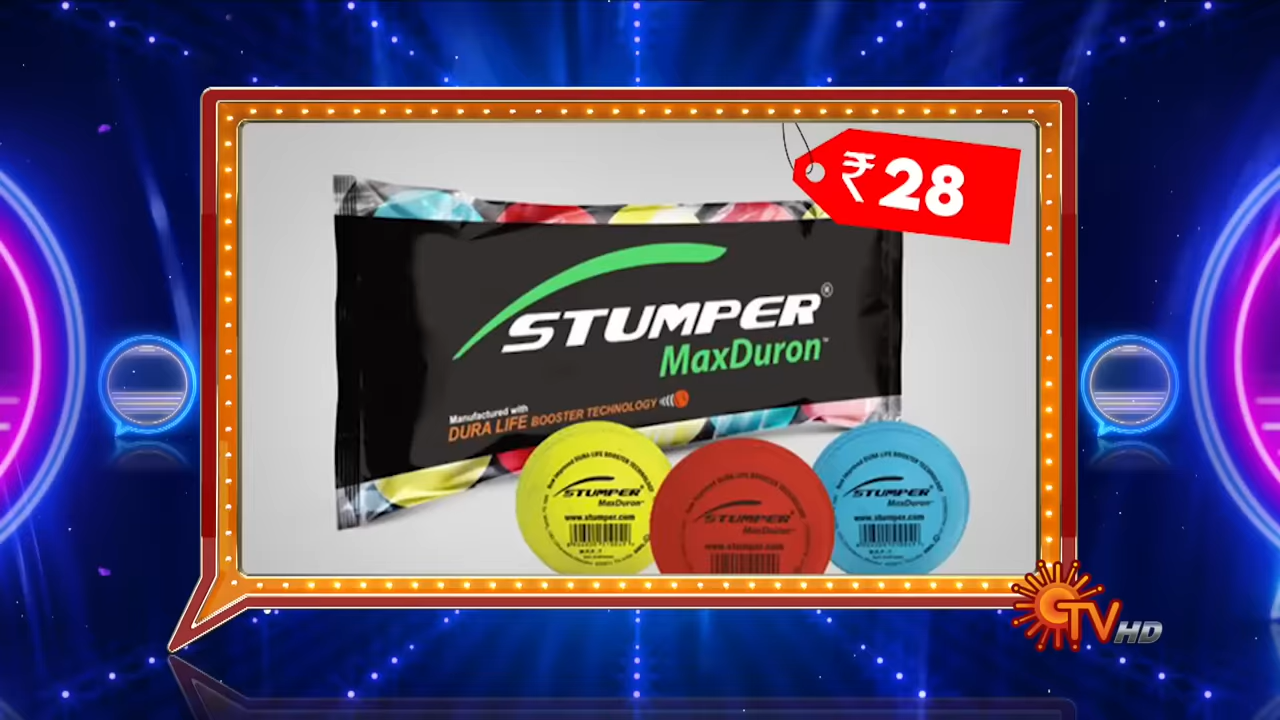 ₹28
STUMPER®
MaxDuron™
Manufactured with
DURA LIFE BOOSTER TECHNOLOGY
STUMPER
MaxDuron
www.stumper.com
STUMPER
MaxDuron
www.stumper.com
STUMPER
MaxDuron
www.stumper.com
TV HD